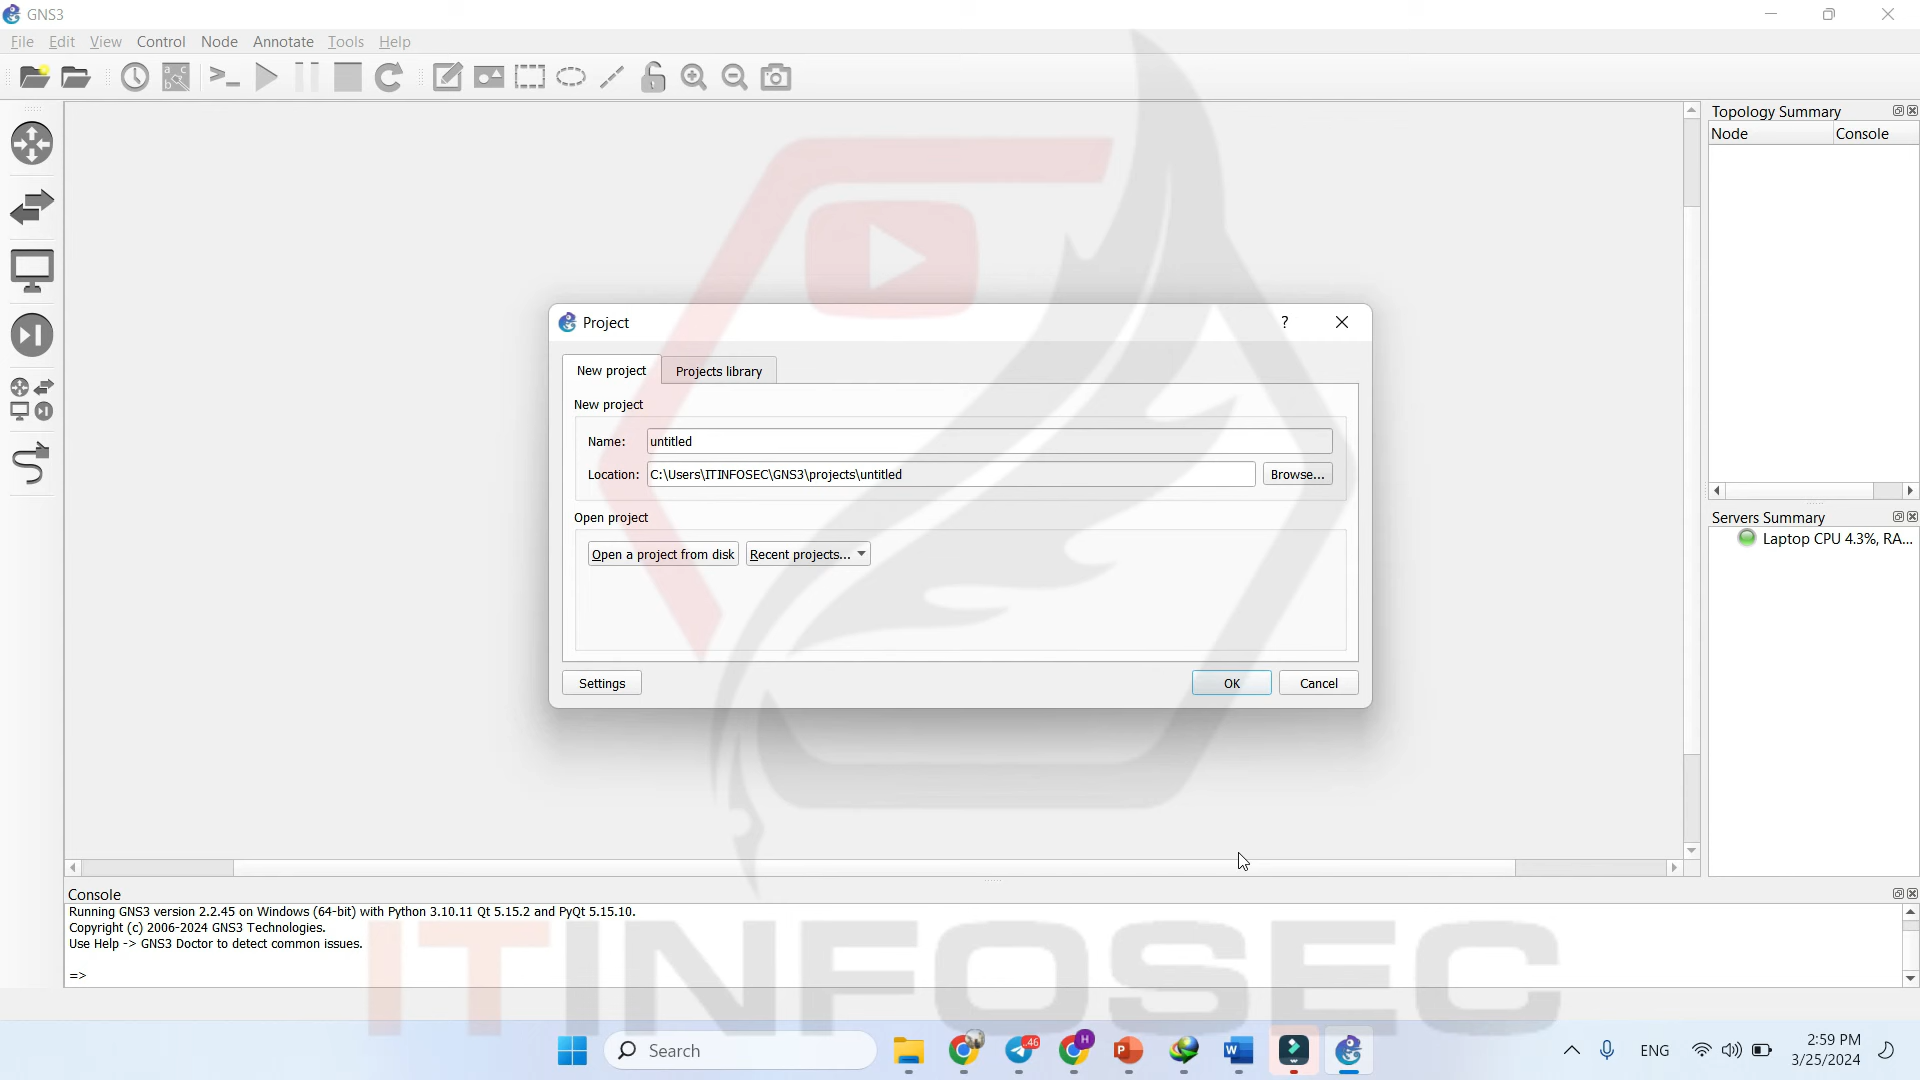 GNS3
File Edit View Control Node Annotate Tools Help
Topology Summary
Node Console
Project
?
New project Projects library
New project
Name: untitled
Location: C:\Users\ITINFOSEC\GNS3\projects\untitled Browse...
Open project
Open a project from disk Recent projects...
Settings OK Cancel
Servers Summary
Laptop CPU 4.3%, RA...
Console
Running GNS3 version 2.2.45 on Windows (64-bit) with Python 3.10.11 Qt 5.15.2 and PyQt 5.15.10.
Copyright (c) 2006-2024 GNS3 Technologies.
Use Help -> GNS3 Doctor to detect common issues.
=>
ITINFOSEC
Search
.46
H
ENG
2:59 PM
3/25/2024